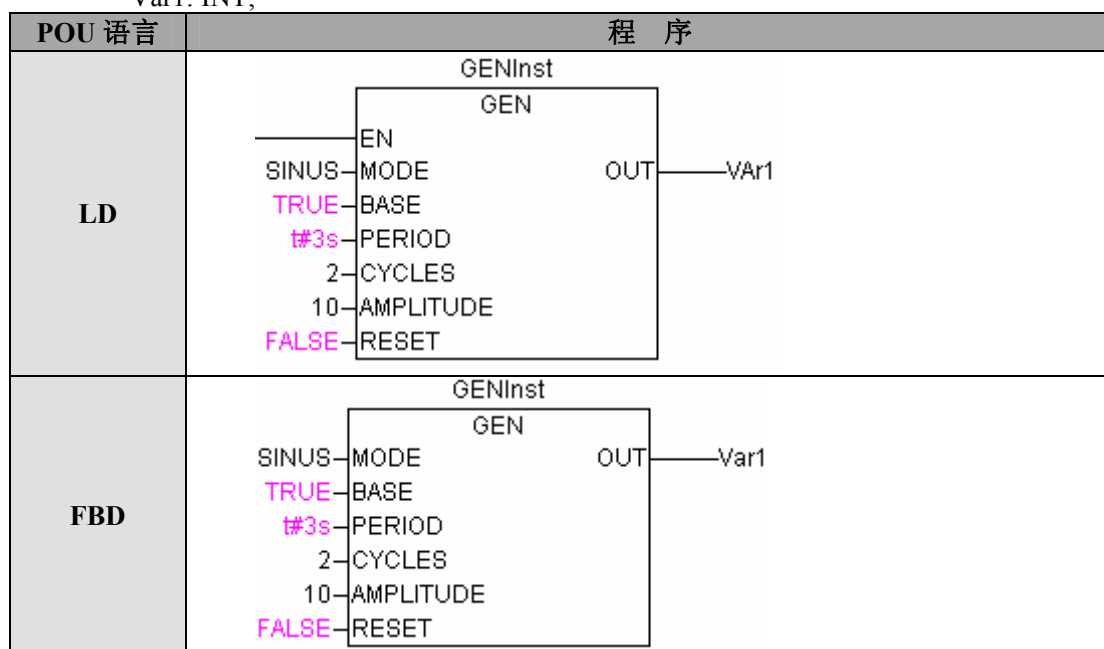 Var1: INT;
POU 语言 程 序
LD
GENInst
GEN
EN
SINUS MODE OUT VAr1
TRUE BASE
t#3s PERIOD
2 CYCLES
10 AMPLITUDE
FALSE RESET
FBD
GENInst
GEN
SINUS MODE OUT Var1
TRUE BASE
t#3s PERIOD
2 CYCLES
10 AMPLITUDE
FALSE RESET